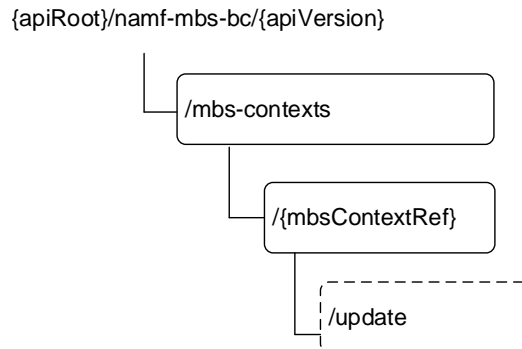 {apiRoot}/namf-mbs-bc/{apiVersion}
/mbs-contexts
/{mbsContextRef}
/update